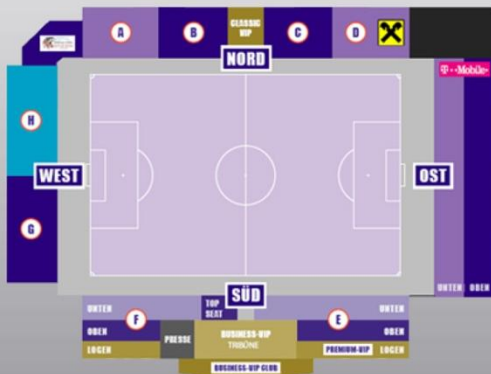 A
B
CLASSIC
VIP
C
D
NORD
T··Mobile·
H
WEST
OST
G
SÜD
UNTEN OBEN
UNTEN
TOP
SEAT
UNTEN
F
E
OBEN
PRESSE
BUSINESS-VIP
TRIBÜNE
OBEN
LOGEN
PREMIUM-VIP
LOGEN
BUSINESS-VIP CLUB